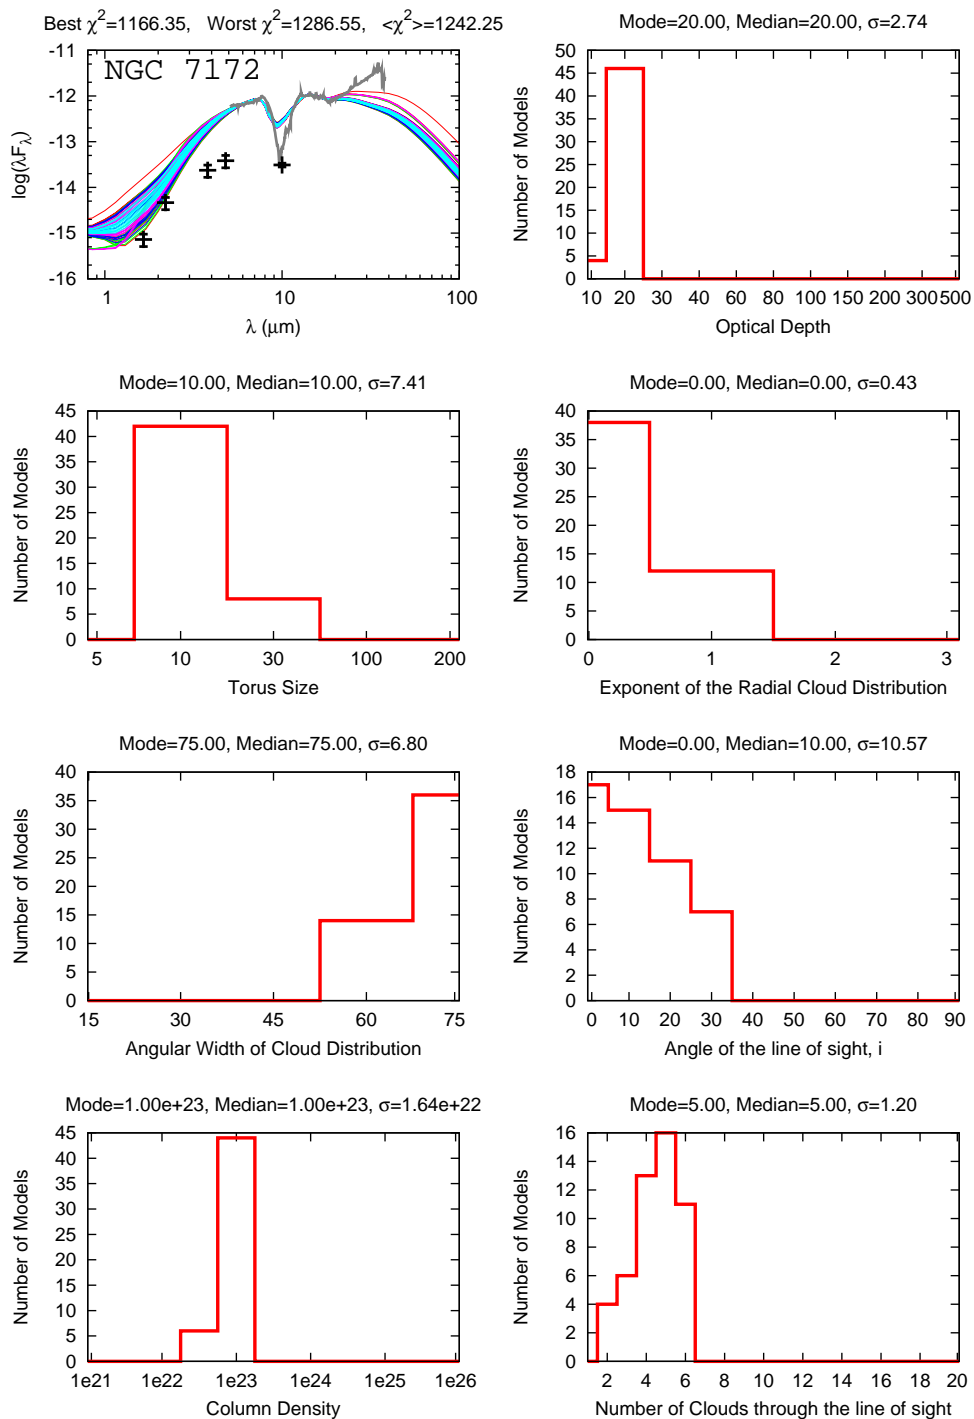 Best χ²=1166.35, Worst χ²=1286.55, <χ²>=1242.25
NGC 7172
log(λFλ)
-11
-12
-13
-14
-15
-16
1 10 100
λ (μm)
Mode=20.00, Median=20.00, σ=2.74
Number of Models
50
45
40
35
30
25
20
15
10
5
0
10 20 30 40 60 80 100 150 200 300 500
Optical Depth
Mode=10.00, Median=10.00, σ=7.41
Number of Models
45
40
35
30
25
20
15
10
5
0
5 10 30 100 200
Torus Size
Mode=0.00, Median=0.00, σ=0.43
Number of Models
40
35
30
25
20
15
10
5
0
0 1 2 3
Exponent of the Radial Cloud Distribution
Mode=75.00, Median=75.00, σ=6.80
Number of Models
40
35
30
25
20
15
10
5
0
15 30 45 60 75
Angular Width of Cloud Distribution
Mode=0.00, Median=10.00, σ=10.57
Number of Models
18
16
14
12
10
8
6
4
2
0
0 10 20 30 40 50 60 70 80 90
Angle of the line of sight, i
Mode=1.00e+23, Median=1.00e+23, σ=1.64e+22
Number of Models
45
40
35
30
25
20
15
10
5
0
1e21 1e22 1e23 1e24 1e25 1e26
Column Density
Mode=5.00, Median=5.00, σ=1.20
Number of Models
16
14
12
10
8
6
4
2
0
2 4 6 8 10 12 14 16 18 20
Number of Clouds through the line of sight